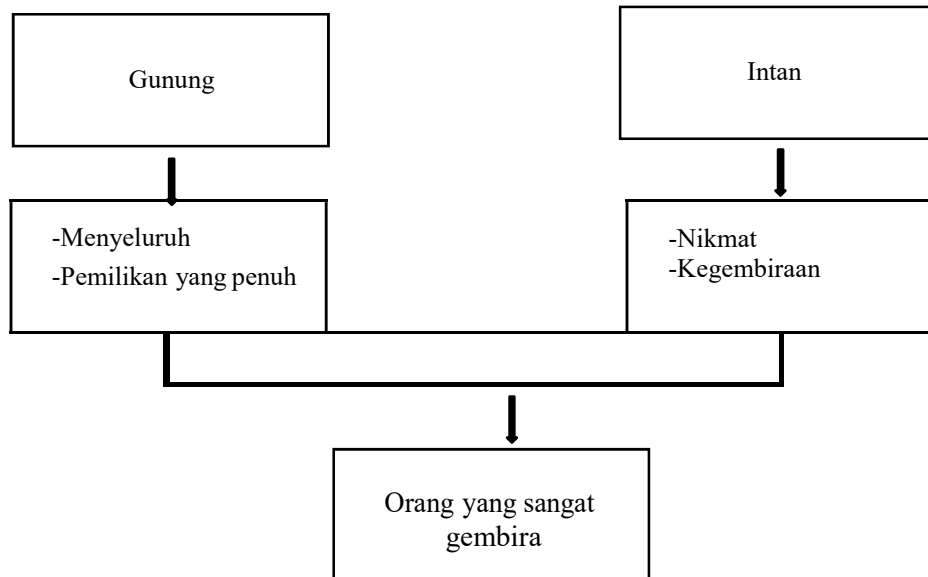 Gunung
Intan
-Menyeluruh
-Pemilikan yang penuh
-Nikmat
-Kegembiraan
Orang yang sangat
gembira